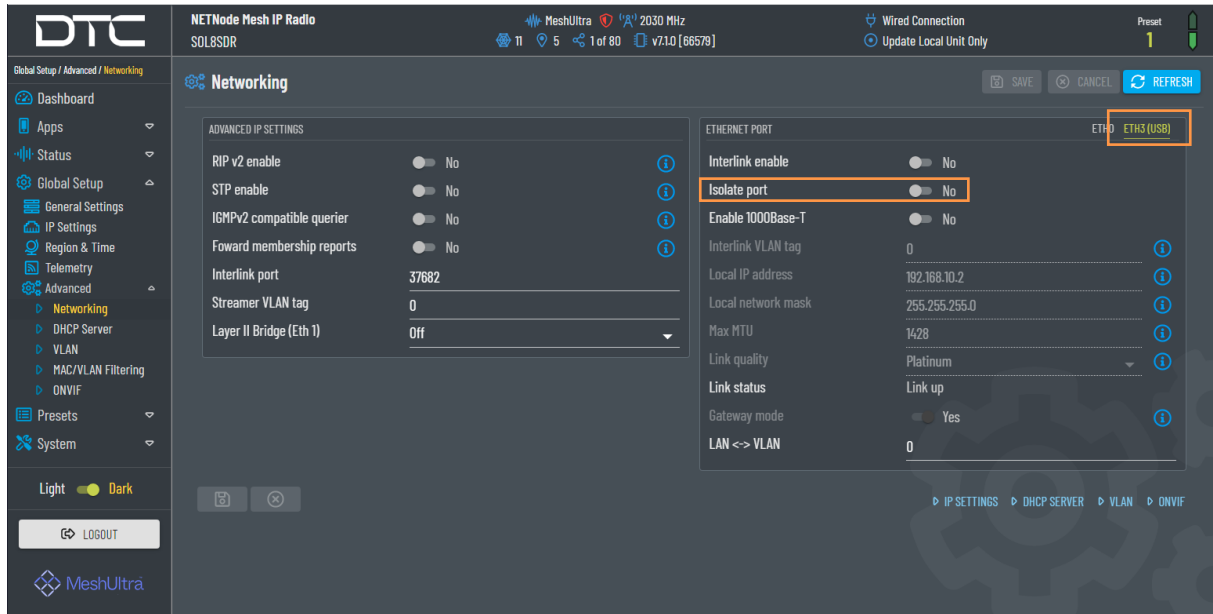 DTC
NETNode Mesh IP Radio
SOL8SDR
MeshUltra 2030 MHz
11 5 1 of 80 v7.1.0 [66579]
Wired Connection
Update Local Unit Only
Preset
1
Global Setup / Advanced / Networking
Dashboard
Apps
Status
Global Setup
General Settings
IP Settings
Region & Time
Telemetry
Advanced
Networking
DHCP Server
VLAN
MAC/VLAN Filtering
ONVIF
Presets
System
Light Dark
LOGOUT
MeshUltra
Networking
SAVE CANCEL REFRESH
ADVANCED IP SETTINGS
RIP v2 enable No
STP enable No
IGMPv2 compatible querier No
Foward membership reports No
Interlink port 37682
Streamer VLAN tag 0
Layer II Bridge (Eth 1) Off
ETHERNET PORT ETH0 ETH3 (USB)
Interlink enable No
Isolate port No
Enable 1000Base-T No
Interlink VLAN tag 0
Local IP address 192.168.10.2
Local network mask 255.255.255.0
Max MTU 1428
Link quality Platinum
Link status Link up
Gateway mode Yes
LAN <-> VLAN 0
IP SETTINGS DHCP SERVER VLAN ONVIF